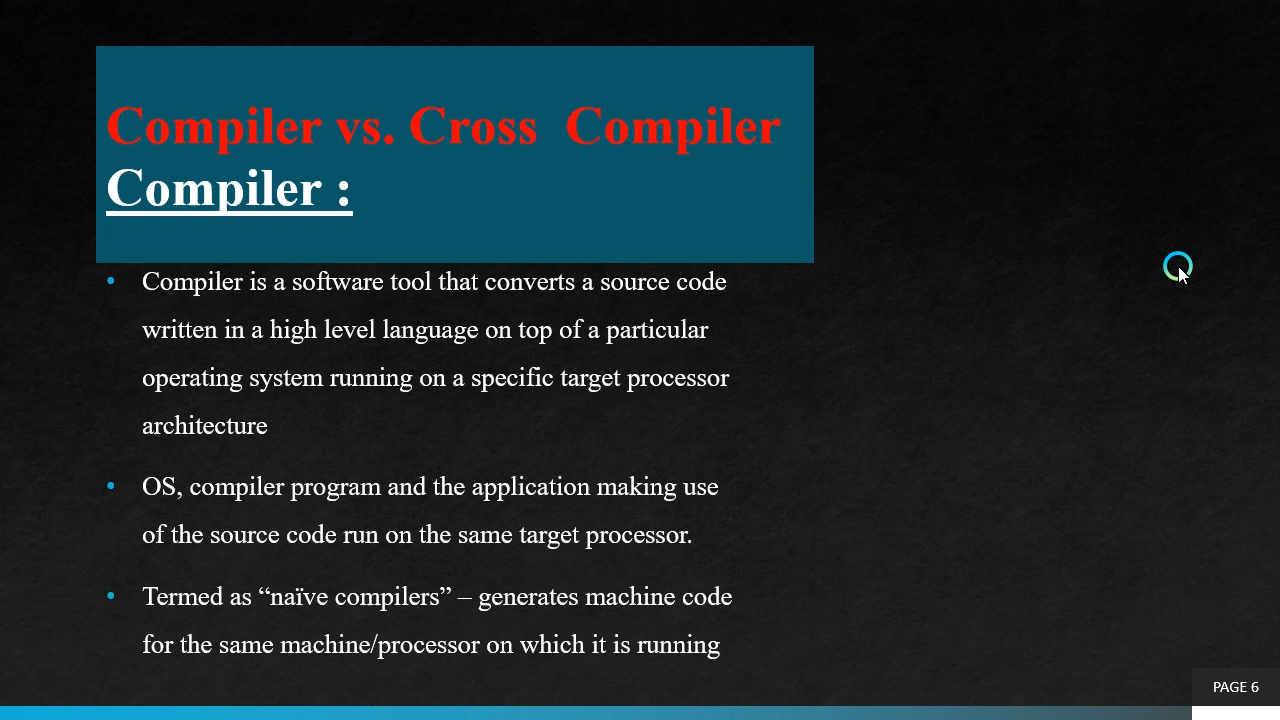 Compiler vs. Cross  Compiler
Compiler :
• Compiler is a software tool that converts a source code
written in a high level language on top of a particular
operating system running on a specific target processor
architecture
• OS, compiler program and the application making use
of the source code run on the same target processor.
• Termed as “naïve compilers” – generates machine code
for the same machine/processor on which it is running
PAGE 6